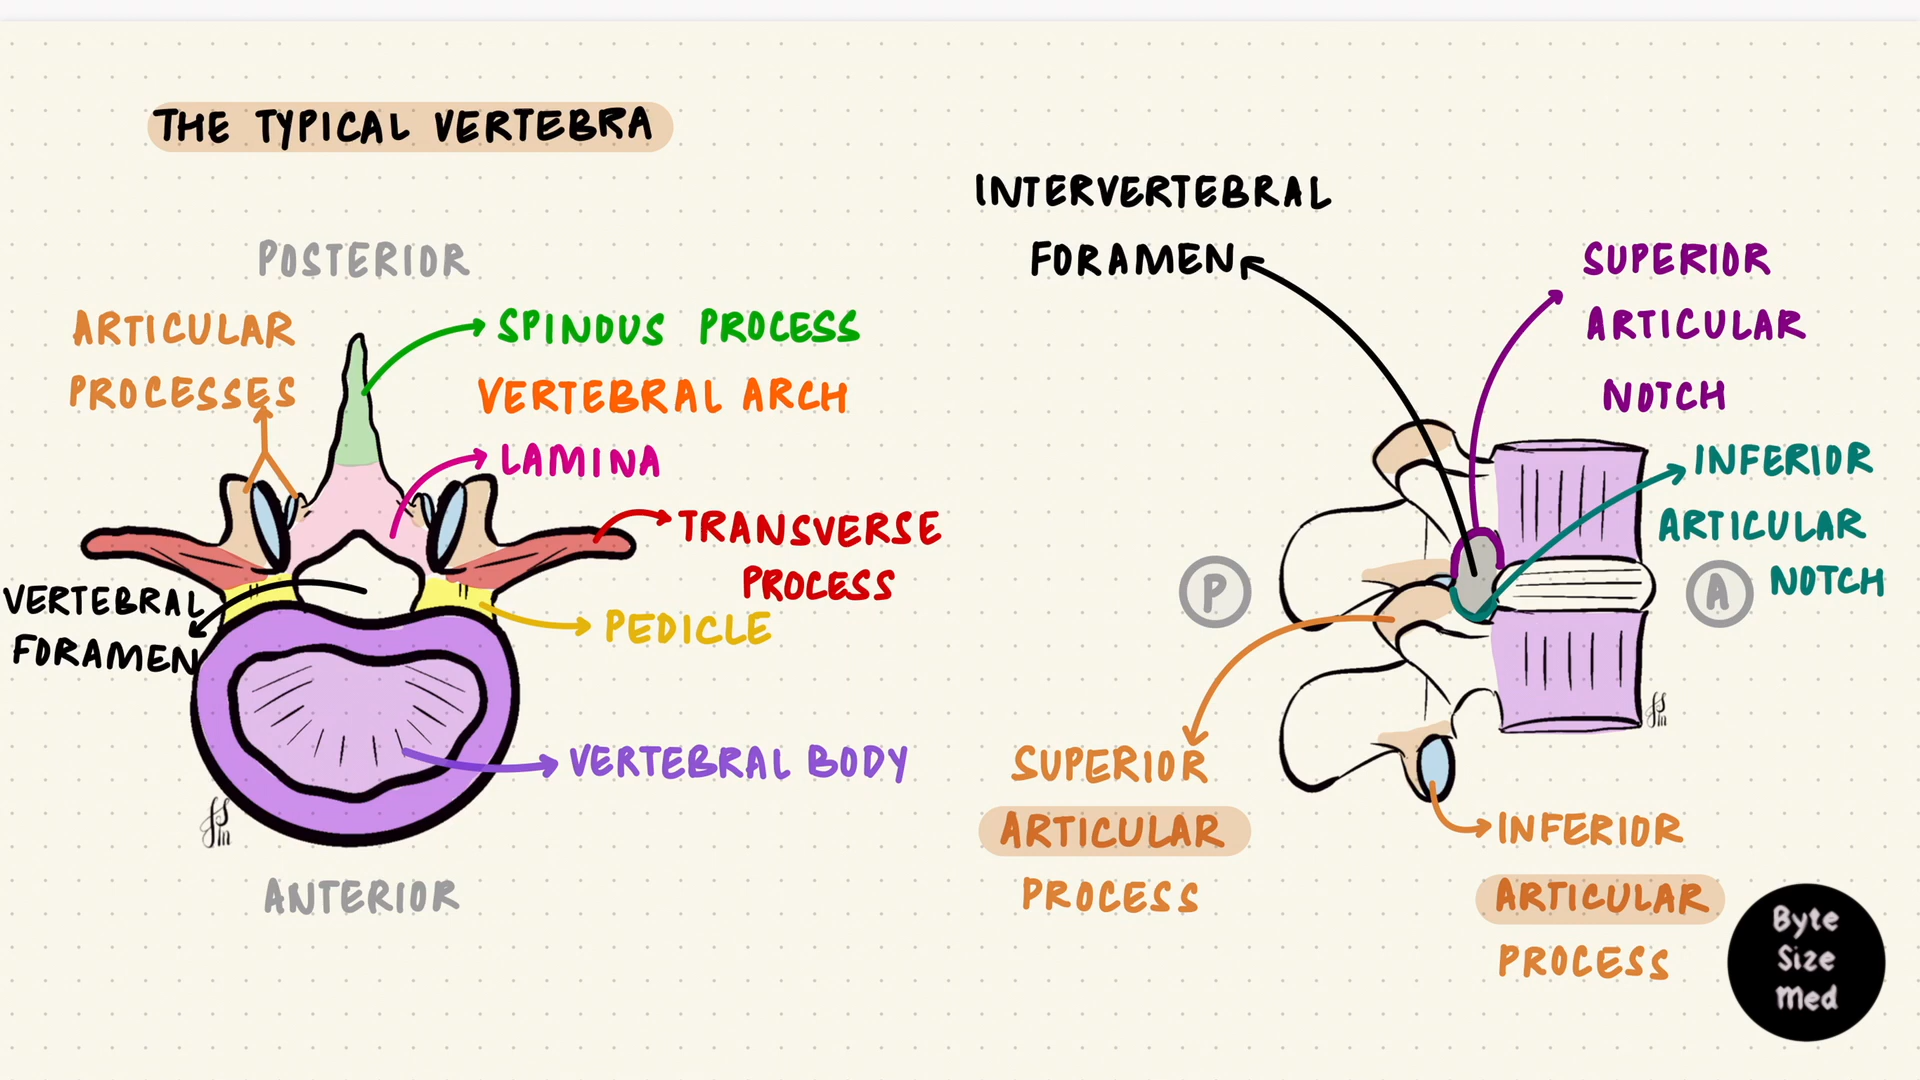 THE TYPICAL VERTEBRA
POSTERIOR
ARTICULAR
PROCESSES
SPINOUS PROCESS
VERTEBRAL ARCH
LAMINA
TRANSVERSE
PROCESS
VERTEBRAL
FORAMEN
PEDICLE
VERTEBRAL BODY
ANTERIOR
INTERVERTEBRAL
FORAMEN
SUPERIOR
ARTICULAR
NOTCH
INFERIOR
ARTICULAR
NOTCH
P
A
SUPERIOR
ARTICULAR
PROCESS
INFERIOR
ARTICULAR
PROCESS
Byte
Size
Med